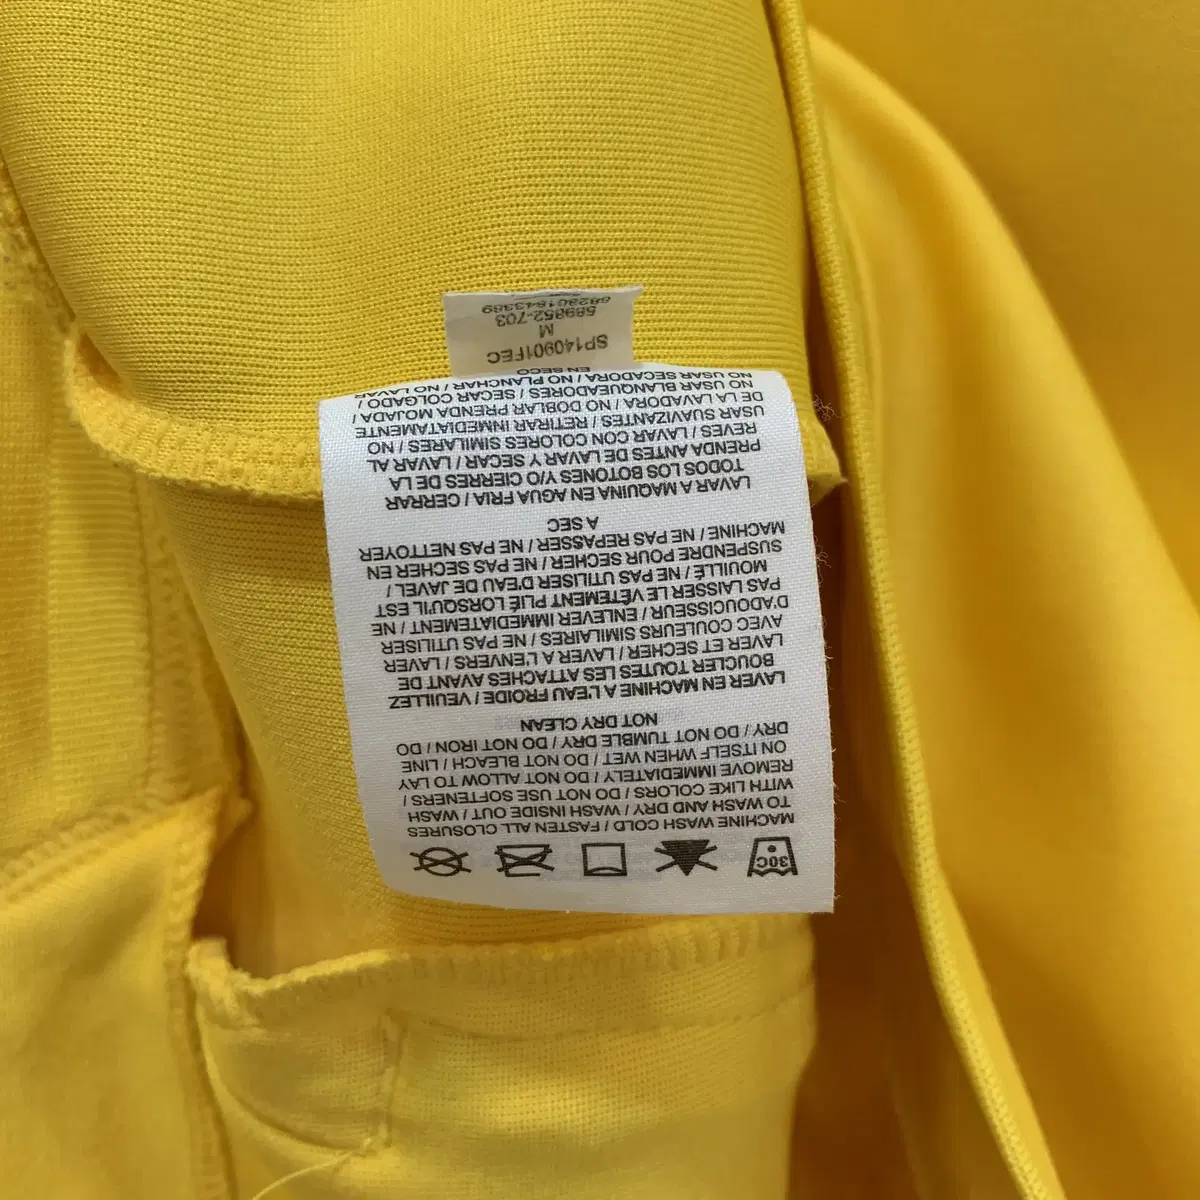 30C
MACHINE WASH COLD / FASTEN ALL CLOSURES
TO WASH AND DRY / WASH INSIDE OUT / WASH
WITH LIKE COLORS / DO NOT USE SOFTENERS /
REMOVE IMMEDIATELY / DO NOT ALLOW TO LAY
ON ITSELF WHEN WET / DO NOT BLEACH / LINE
DRY / DO NOT TUMBLE DRY / DO NOT IRON / DO
NOT DRY CLEAN
LAVER EN MACHINE A L'EAU FROIDE / VEUILLEZ
BOUCLER TOUTES LES ATTACHES AVANT DE
LAVER ET SECHER / LAVER A L'ENVERS / LAVER
AVEC COULEURS SIMILAIRES / NE PAS UTILISER
D'ADOUCISSEUR / ENLEVER IMMEDIATEMENT / NE
PAS LAISSER LE VÊTEMENT PLIÉ LORSQU'IL EST
MOUILLÉ / NE PAS UTILISER D'EAU DE JAVEL /
SUSPENDRE POUR SECHER / NE PAS SECHER EN
MACHINE / NE PAS REPASSER / NE PAS NETTOYER
A SEC
LAVAR A MAQUINA EN AGUA FRIA / CERRAR
TODOS LOS BOTONES Y/O CIERRES DE LA
PRENDA ANTES DE LAVAR Y SECAR / LAVAR AL
REVES / LAVAR CON COLORES SIMILARES / NO
USAR SUAVIZANTES / RETIRAR INMEDIATAMENTE
DE LA LAVADORA / NO DOBLAR PRENDA MOJADA /
NO USAR BLANQUEADORES / SECAR COLGADO /
NO USAR SECADORA / NO PLANCHAR / NO LAVAR
EN SECO
SP140901FEC
M
589852-703